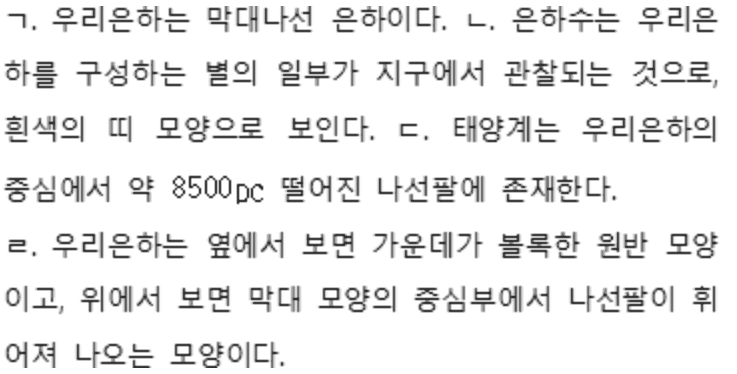 ㄱ. 우리은하는 막대나선 은하이다. ㄴ. 은하수는 우리은
하를 구성하는 별의 일부가 지구에서 관찰되는 것으로,
흰색의 띠 모양으로 보인다. ㄷ. 태양계는 우리은하의
중심에서 약 8500pc 떨어진 나선팔에 존재한다.
ㄹ. 우리은하는 옆에서 보면 가운데가 볼록한 원반 모양
이고, 위에서 보면 막대 모양의 중심부에서 나선팔이 휘
어져 나오는 모양이다.